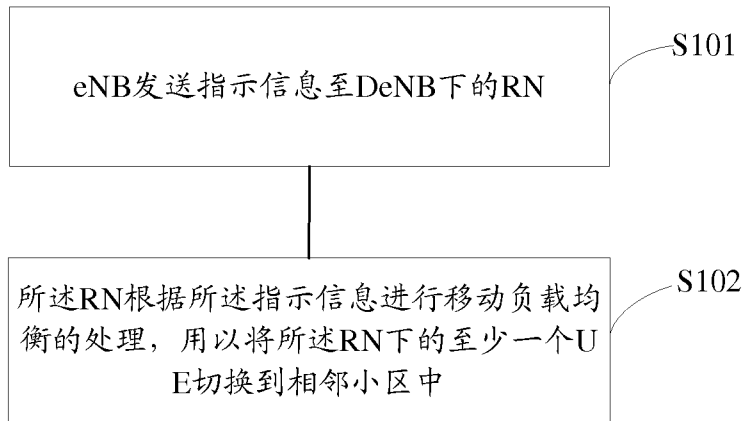 eNB发送指示信息至DeNB下的RN
S101
所述RN根据所述指示信息进行移动负载均
衡的处理，用以将所述RN下的至少一个U
E切换到相邻小区中
S102